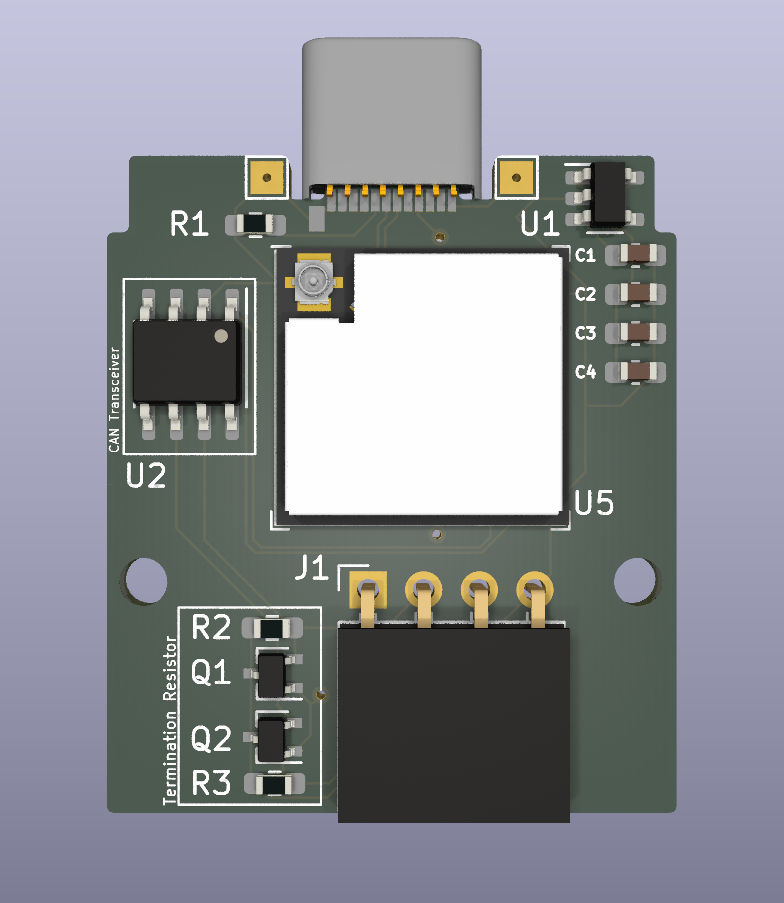 R1
U1
C1
C2
C3
C4
CAN Transceiver
U2
U5
J1
Termination Resistor
R2
Q1
Q2
R3